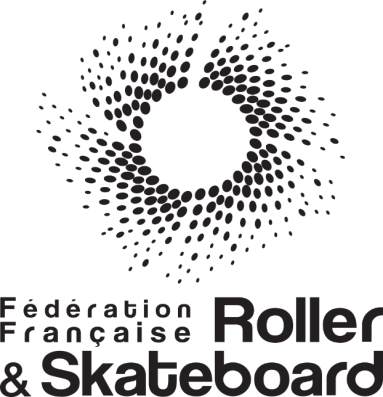 Fédération
Française Roller
& Skateboard